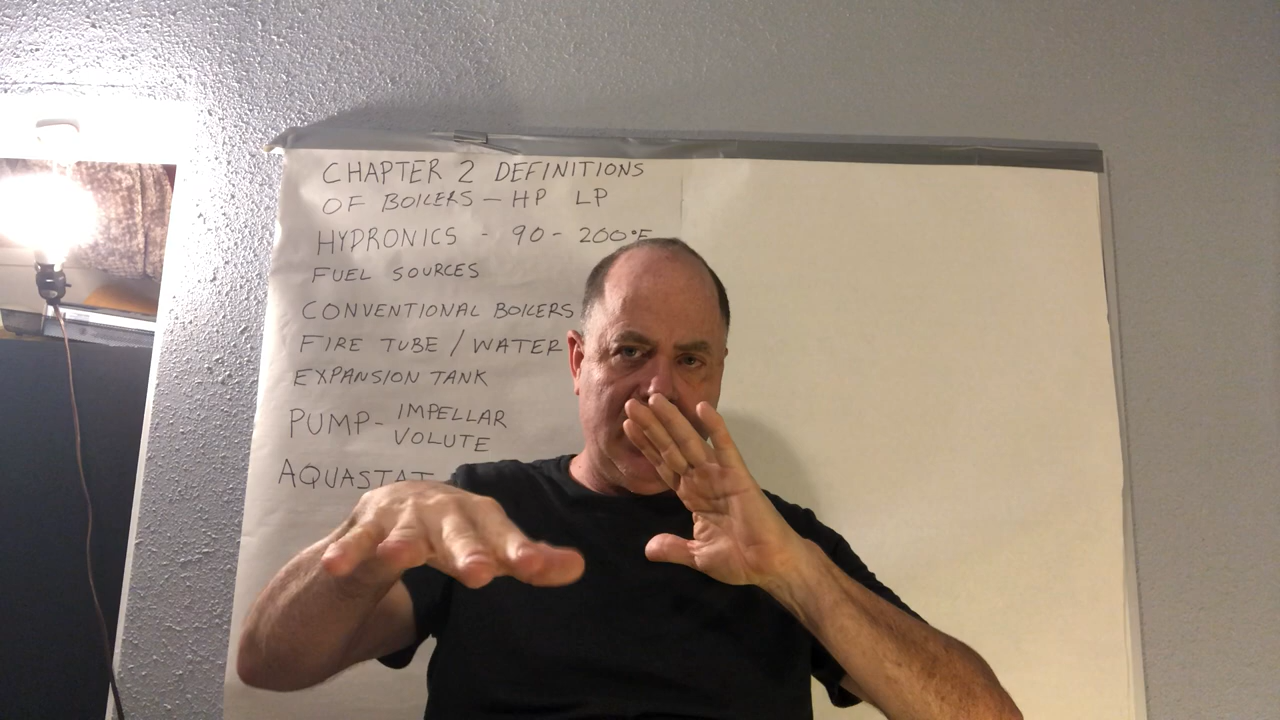 CHAPTER 2 DEFINITIONS
OF BOILERS - HP LP
HYDRONICS - 90 - 200°F
FUEL SOURCES
CONVENTIONAL BOILERS
FIRE TUBE / WATER
EXPANSION TANK
PUMP - IMPELLAR
VOLUTE
AQUASTAT